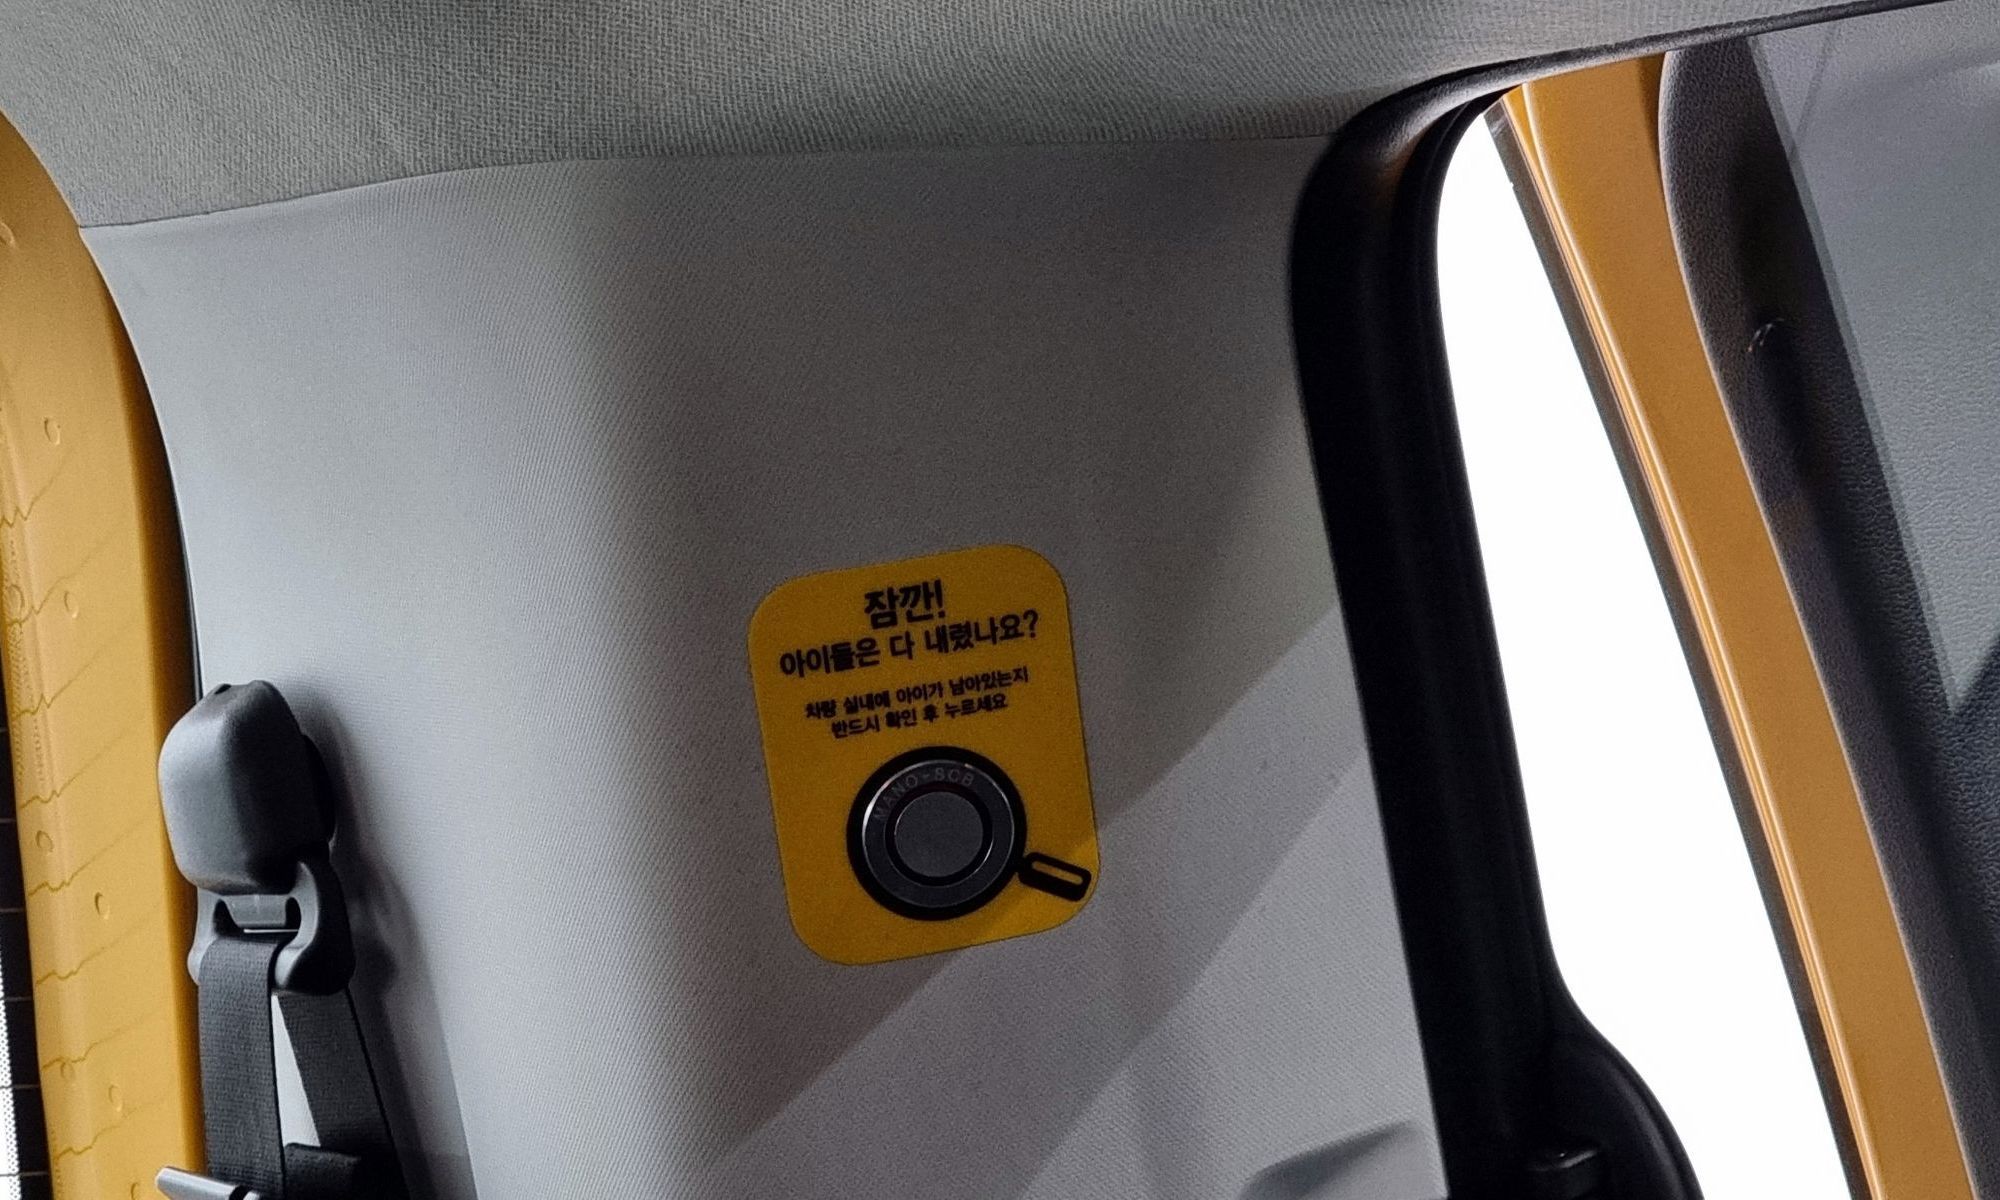 잠깐!
아이들은 다 내렸나요?
차량 실내에 아이가 남아있는지
반드시 확인 후 누르세요
NANO-SCB